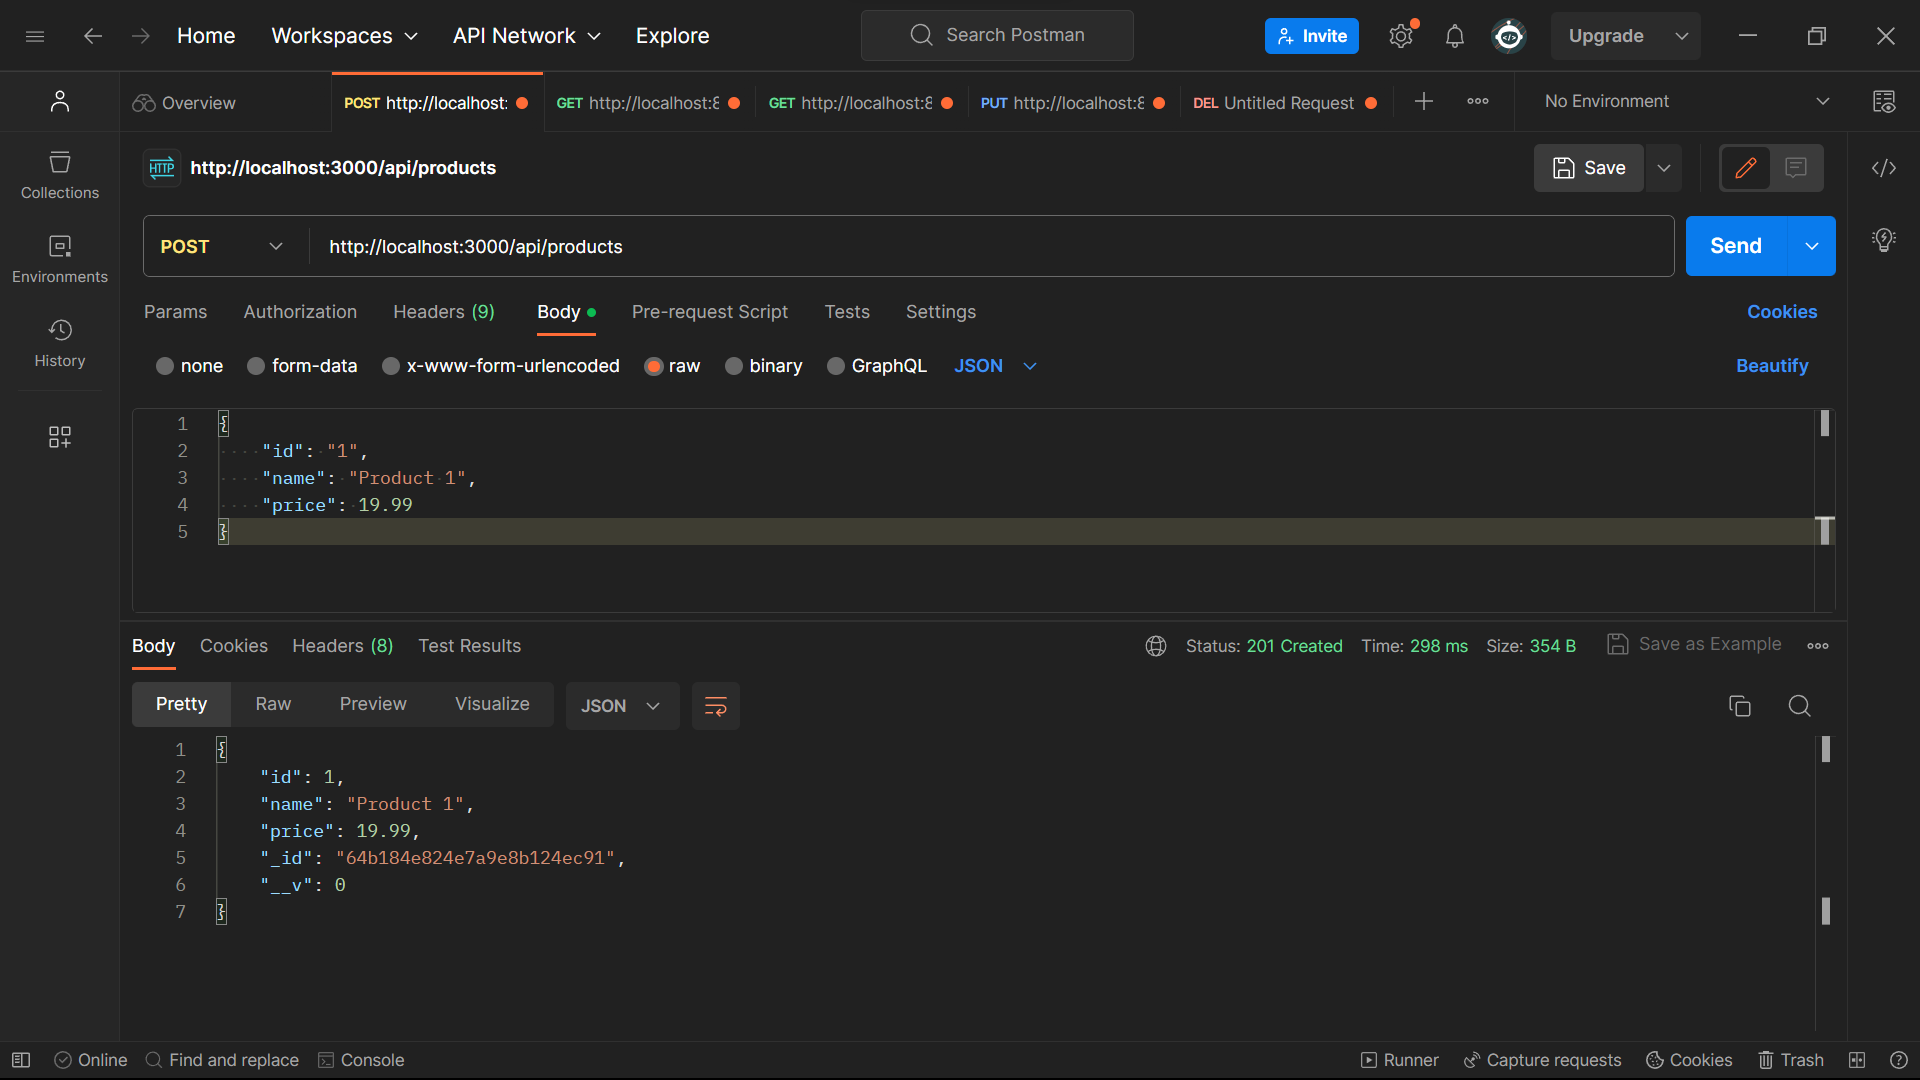 Home Workspaces API Network Explore Search Postman Invite Upgrade
Overview POST http://localhost: GET http://localhost:8 GET http://localhost:8 PUT http://localhost:8 DEL Untitled Request No Environment
HTTP http://localhost:3000/api/products Save
Collections
Environments
History
POST http://localhost:3000/api/products Send
Params Authorization Headers (9) Body Pre-request Script Tests Settings Cookies
none form-data x-www-form-urlencoded raw binary GraphQL JSON Beautify
1 {
2 "id": "1",
3 "name": "Product 1",
4 "price": 19.99
5 }
Body Cookies Headers (8) Test Results Status: 201 Created Time: 298 ms Size: 354 B Save as Example
Pretty Raw Preview Visualize JSON
1 {
2 "id": 1,
3 "name": "Product 1",
4 "price": 19.99,
5 "_id": "64b184e824e7a9e8b124ec91",
6 "__v": 0
7 }
Online Find and replace Console Runner Capture requests Cookies Trash